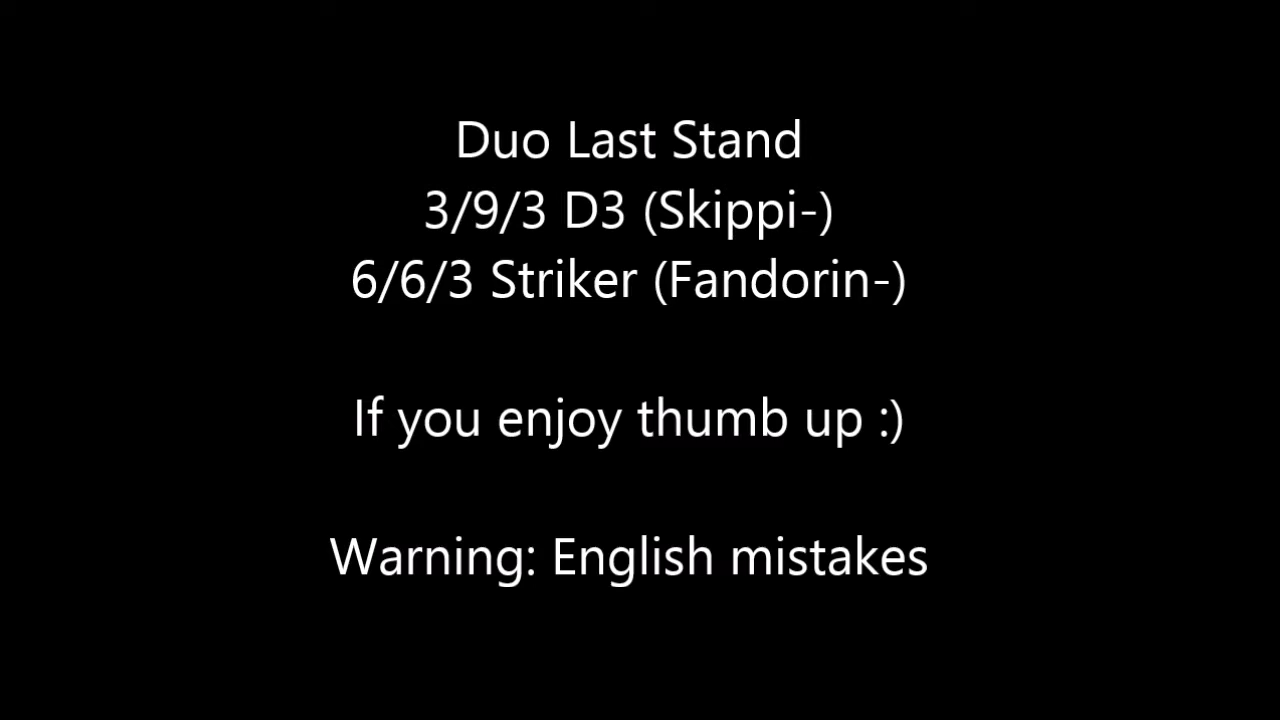 Duo Last Stand
3/9/3 D3 (Skippi-)
6/6/3 Striker (Fandorin-)
If you enjoy thumb up :)
Warning: English mistakes